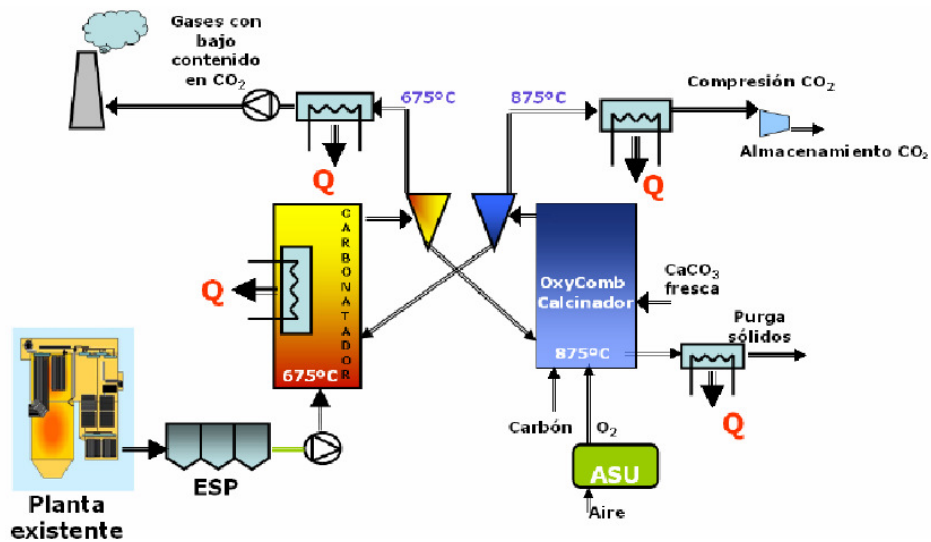 Gases con
bajo
contenido
en CO₂
675ºC
875ºC
Compresión CO₂
Almacenamiento CO₂
Q
Q
CARBONATADOR
OxyComb
Calcinador
CaCO₃
fresca
Q
Purga
sólidos
675ºC
875ºC
Q
Carbón
O₂
ESP
ASU
Planta
existente
Aire